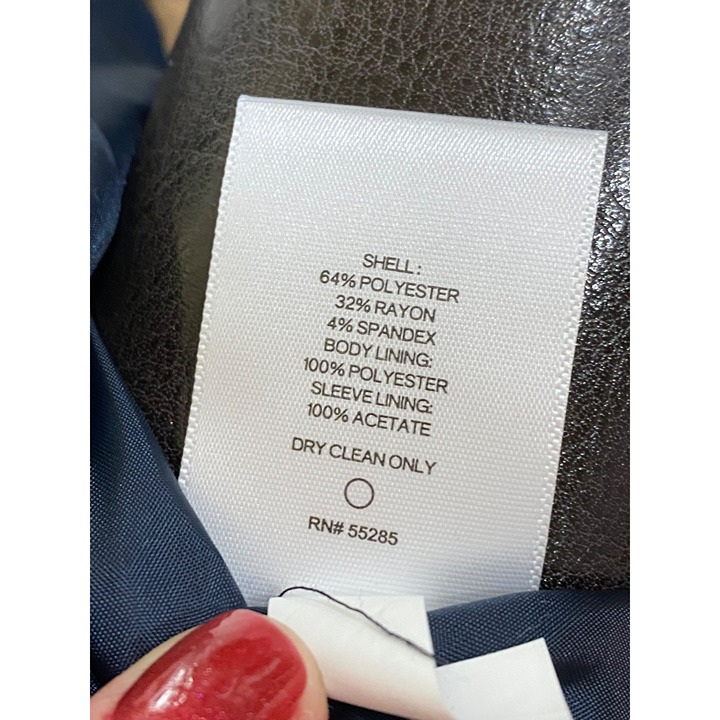 SHELL:
64% POLYESTER
32% RAYON
4% SPANDEX
BODY LINING:
100% POLYESTER
SLEEVE LINING:
100% ACETATE
DRY CLEAN ONLY
RN# 55285